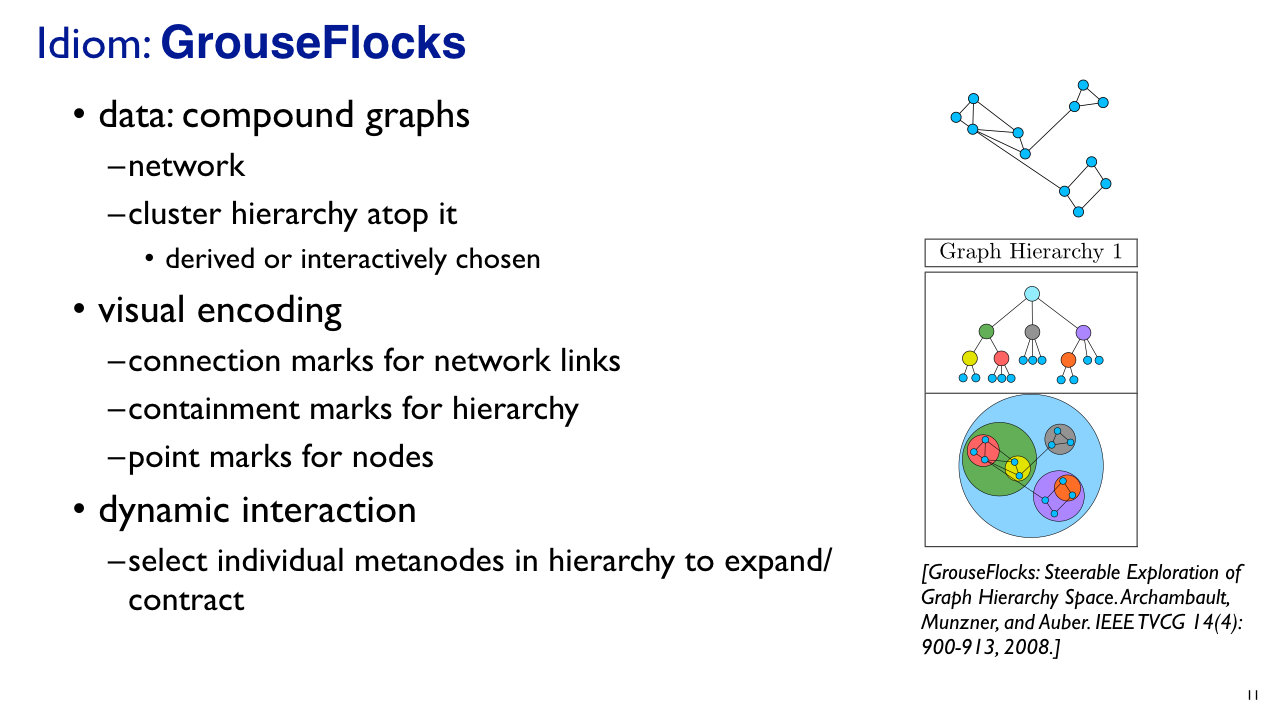 Idiom: GrouseFlocks
• data: compound graphs
–network
–cluster hierarchy atop it
• derived or interactively chosen
• visual encoding
–connection marks for network links
–containment marks for hierarchy
–point marks for nodes
• dynamic interaction
–select individual metanodes in hierarchy to expand/
contract
Graph Hierarchy 1
[GrouseFlocks: Steerable Exploration of
Graph Hierarchy Space. Archambault,
Munzner, and Auber. IEEE TVCG 14(4):
900-913, 2008.]
11